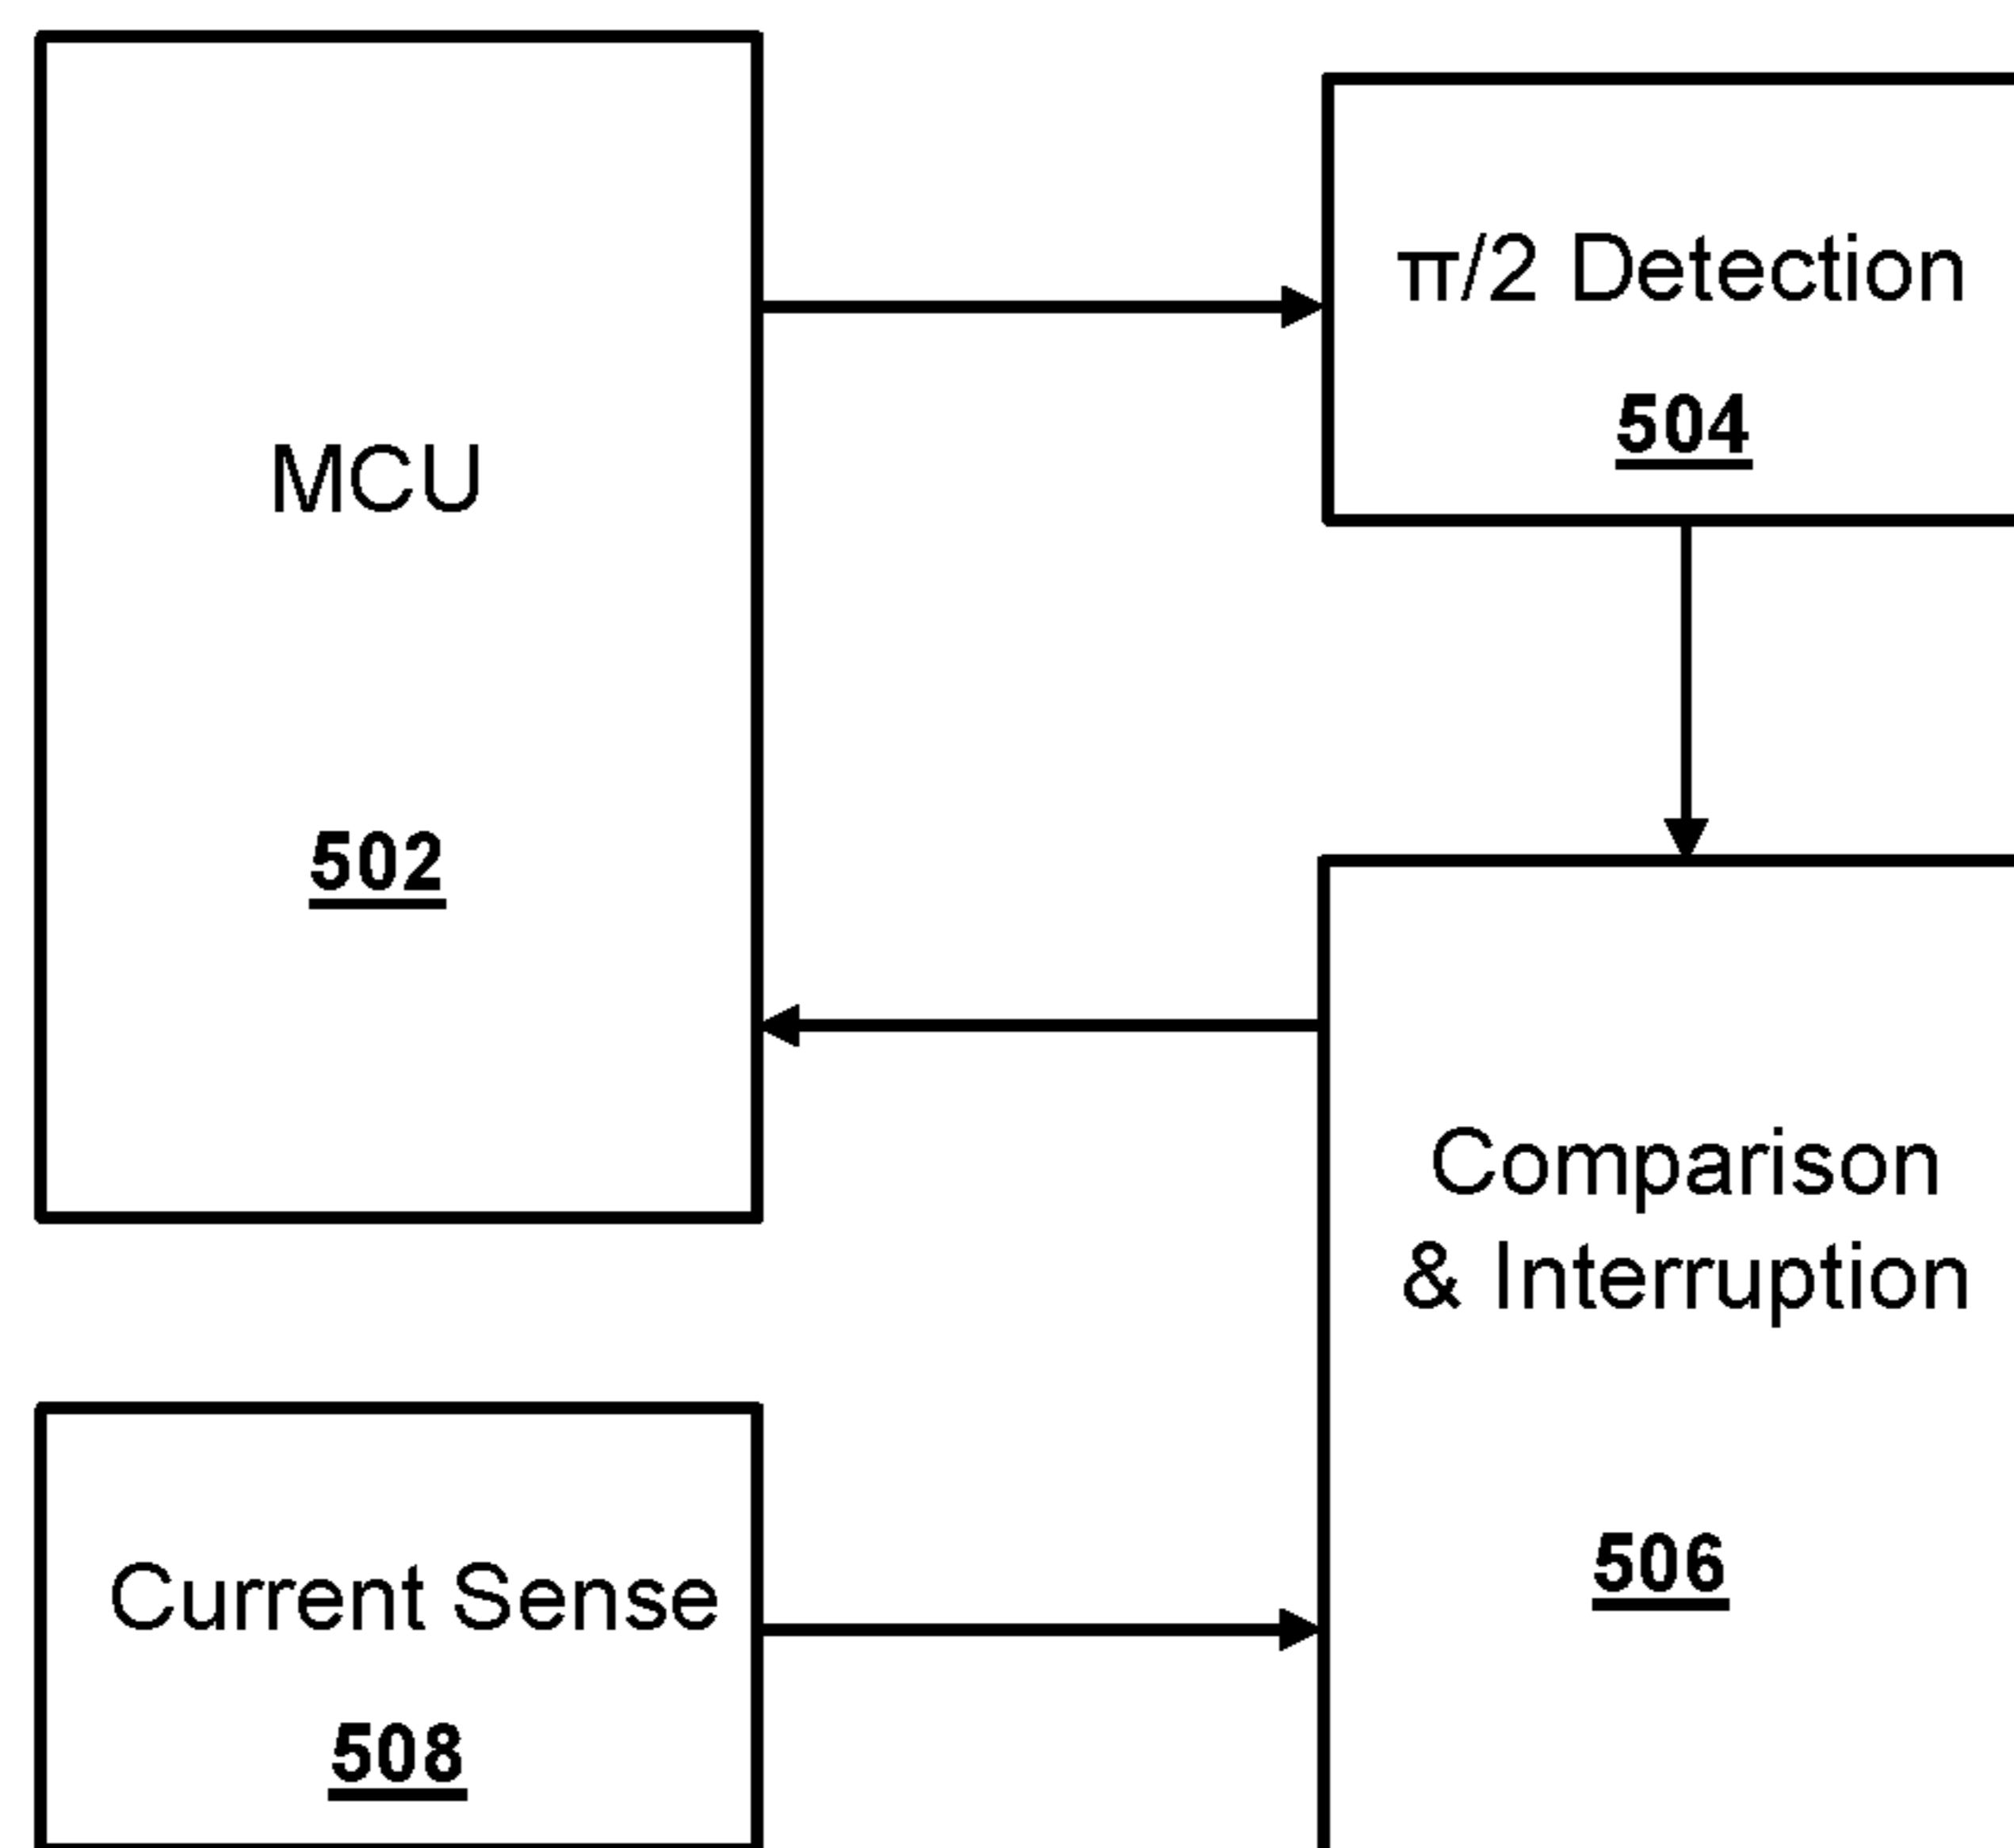 MCU
502
π/2 Detection
504
Comparison
& Interruption
506
Current Sense
508